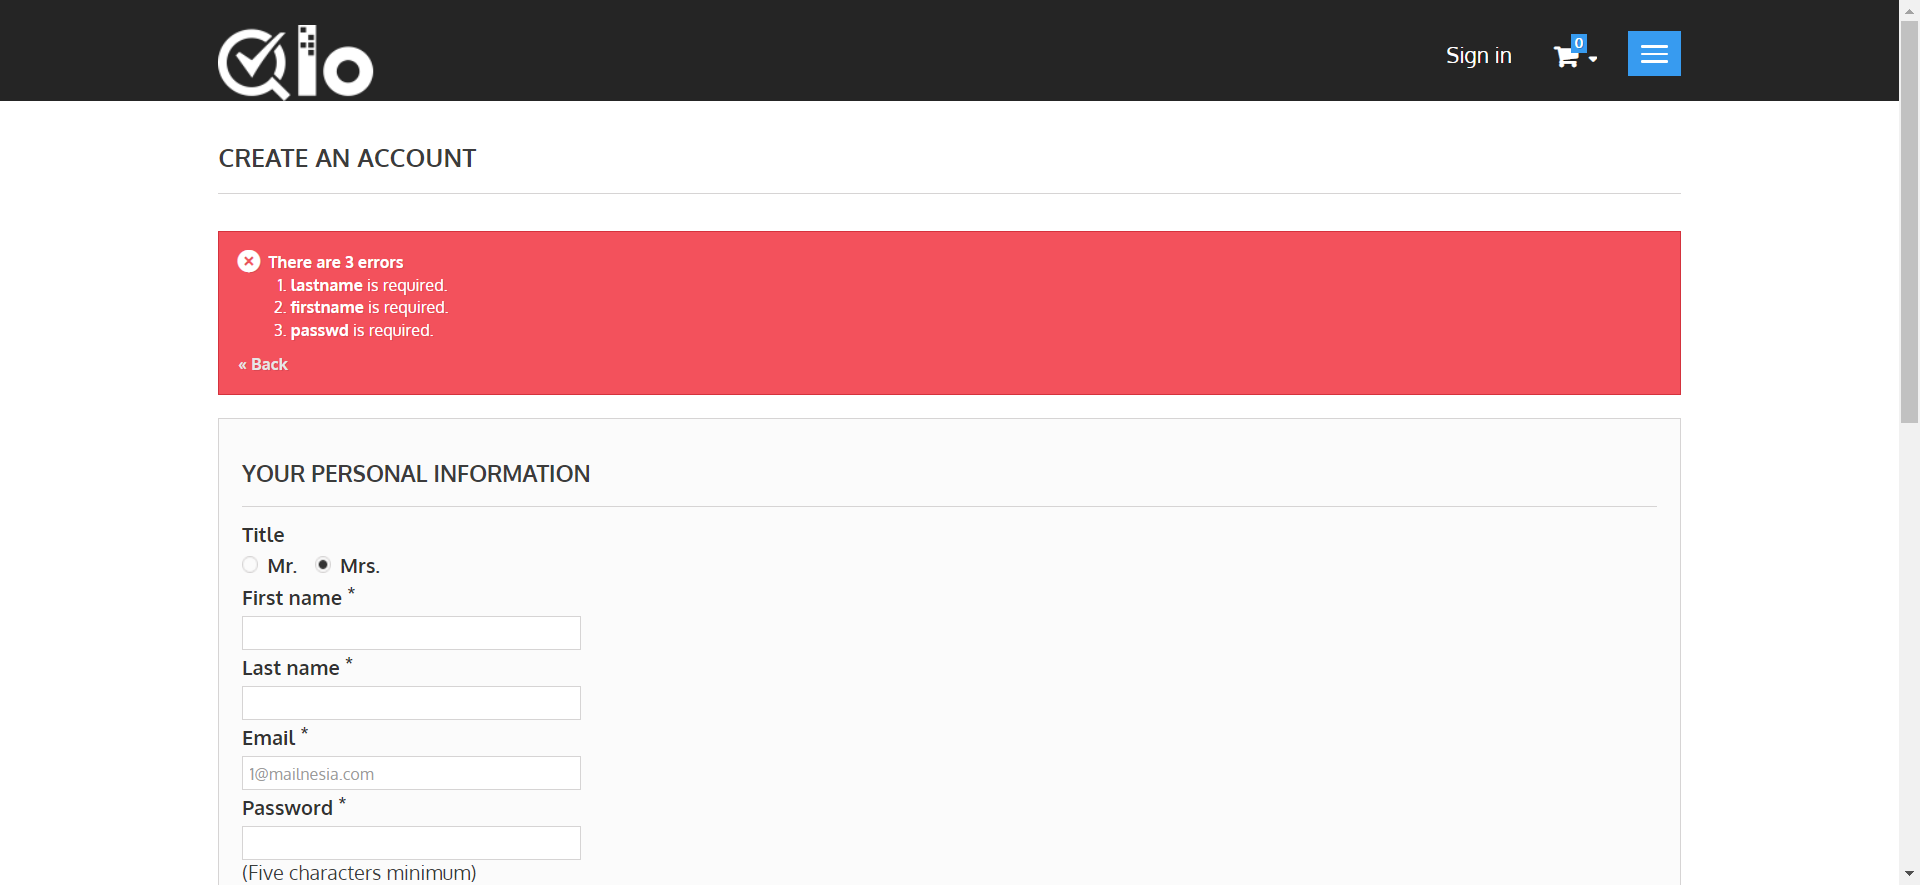 Qlo
Sign in
0
CREATE AN ACCOUNT
There are 3 errors
1. lastname is required.
2. firstname is required.
3. passwd is required.
« Back
YOUR PERSONAL INFORMATION
Title
Mr. Mrs.
First name *
Last name *
Email *
1@mailnesia.com
Password *
(Five characters minimum)